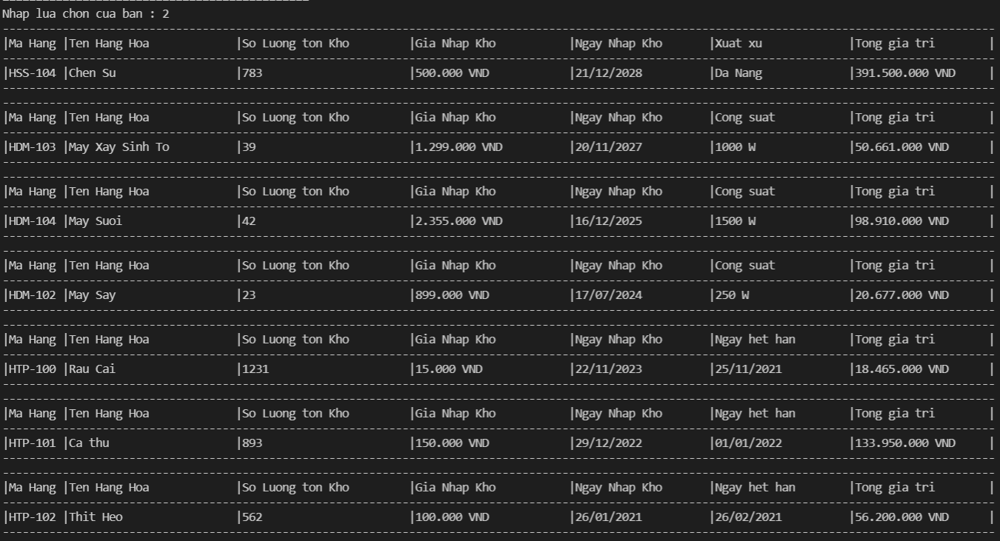 Nhap lua chon cua ban : 2
|Ma Hang |Ten Hang Hoa |So Luong ton Kho |Gia Nhap Kho |Ngay Nhap Kho |Xuat xu |Tong gia tri |
|HSS-104 |Chen Su |783 |500.000 VND |21/12/2028 |Da Nang |391.500.000 VND |
|Ma Hang |Ten Hang Hoa |So Luong ton Kho |Gia Nhap Kho |Ngay Nhap Kho |Cong suat |Tong gia tri |
|HDM-103 |May Xay Sinh To |39 |1.299.000 VND |20/11/2027 |1000 W |50.661.000 VND |
|Ma Hang |Ten Hang Hoa |So Luong ton Kho |Gia Nhap Kho |Ngay Nhap Kho |Cong suat |Tong gia tri |
|HDM-104 |May Suoi |42 |2.355.000 VND |16/12/2025 |1500 W |98.910.000 VND |
|Ma Hang |Ten Hang Hoa |So Luong ton Kho |Gia Nhap Kho |Ngay Nhap Kho |Cong suat |Tong gia tri |
|HDM-102 |May Say |23 |899.000 VND |17/07/2024 |250 W |20.677.000 VND |
|Ma Hang |Ten Hang Hoa |So Luong ton Kho |Gia Nhap Kho |Ngay Nhap Kho |Ngay het han |Tong gia tri |
|HTP-100 |Rau Cai |1231 |15.000 VND |22/11/2023 |25/11/2021 |18.465.000 VND |
|Ma Hang |Ten Hang Hoa |So Luong ton Kho |Gia Nhap Kho |Ngay Nhap Kho |Ngay het han |Tong gia tri |
|HTP-101 |Ca thu |893 |150.000 VND |29/12/2022 |01/01/2022 |133.950.000 VND |
|Ma Hang |Ten Hang Hoa |So Luong ton Kho |Gia Nhap Kho |Ngay Nhap Kho |Ngay het han |Tong gia tri |
|HTP-102 |Thit Heo |562 |100.000 VND |26/01/2021 |26/02/2021 |56.200.000 VND |